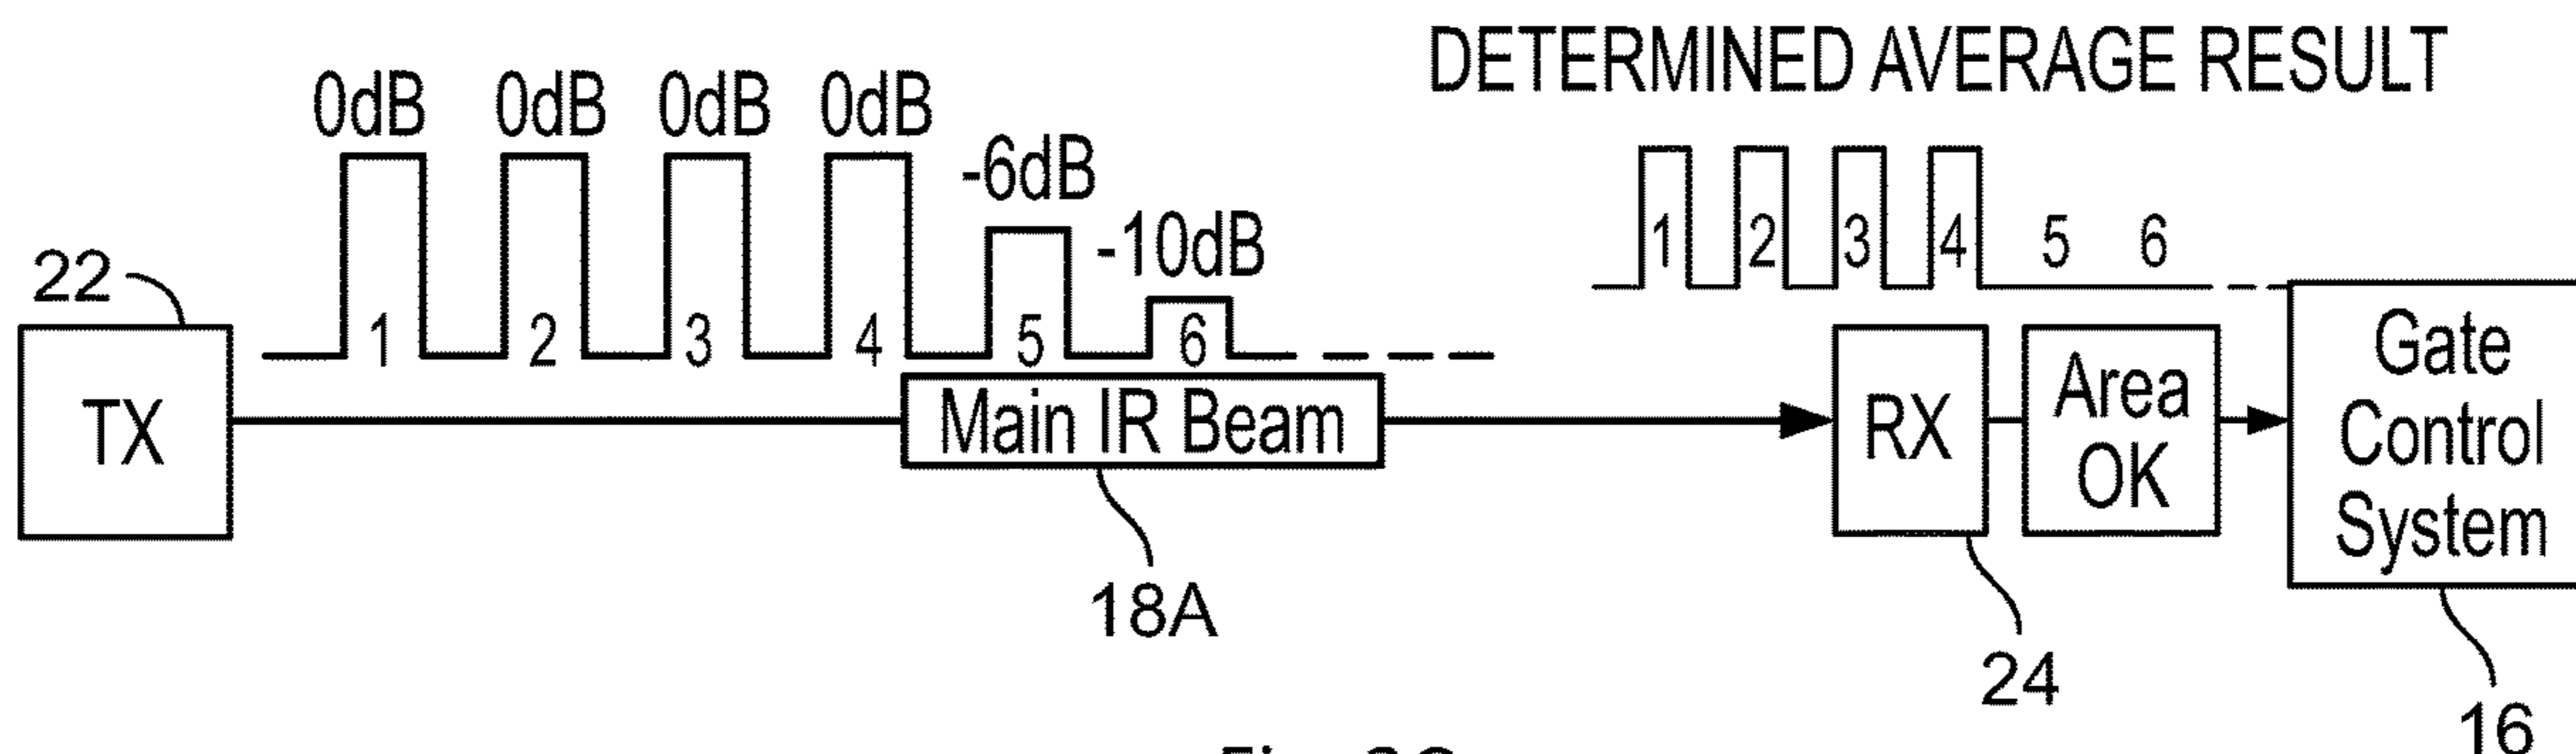 DETERMINED AVERAGE RESULT
0dB 0dB 0dB 0dB
-6dB
-10dB
1 2 3 4 5 6
1 2 3 4 5 6
22
TX
Main IR Beam
18A
RX
24
Area
OK
Gate
Control
System
16